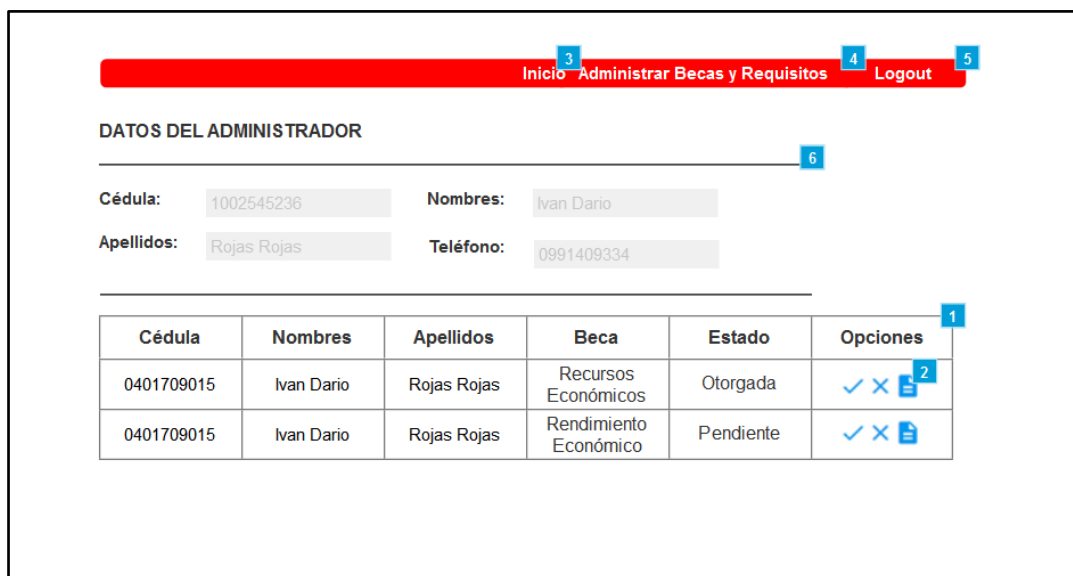 3 4 5
Inicio Administrar Becas y Requisitos Logout
DATOS DEL ADMINISTRADOR
6
Cédula: 1002545236 Nombres: Ivan Dario
Apellidos: Rojas Rojas Teléfono: 0991409334
1
Cédula Nombres Apellidos Beca Estado Opciones
2
0401709015 Ivan Dario Rojas Rojas Recursos Económicos Otorgada
0401709015 Ivan Dario Rojas Rojas Rendimiento Económico Pendiente